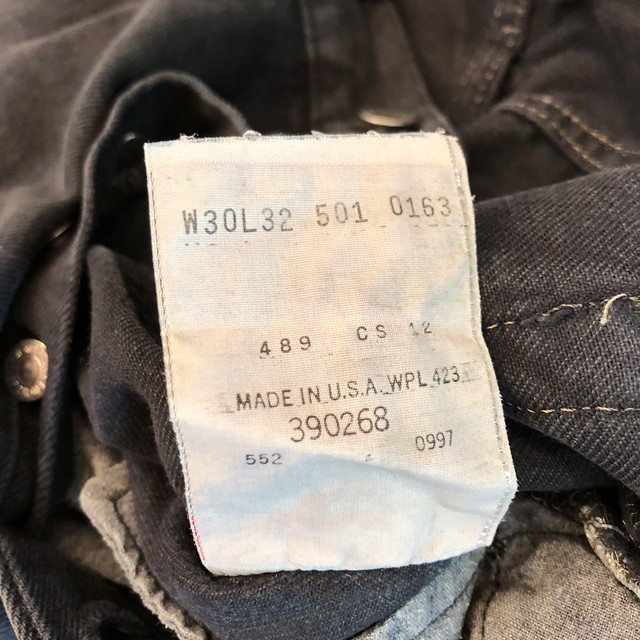 W30L32 501 0163
489 CS 12
MADE IN U.S.A. WPL 423
390268
552 0997